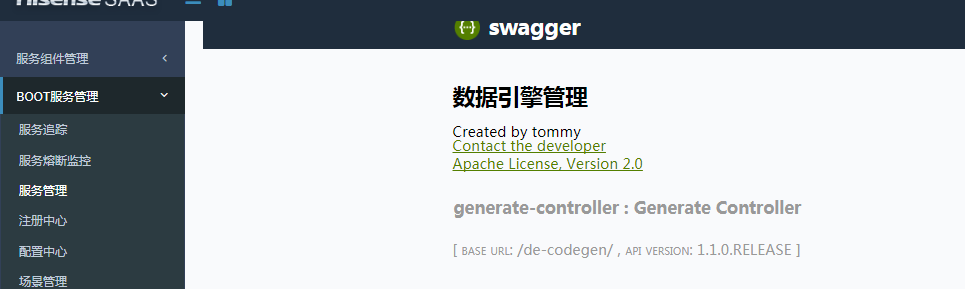 Hisense SAAS
服务组件管理
BOOT服务管理
服务追踪
服务熔断监控
服务管理
注册中心
配置中心
场景管理
swagger
数据引擎管理
Created by tommy
Contact the developer
Apache License, Version 2.0
generate-controller : Generate Controller
[ BASE URL: /de-codegen/ , API VERSION: 1.1.0.RELEASE ]